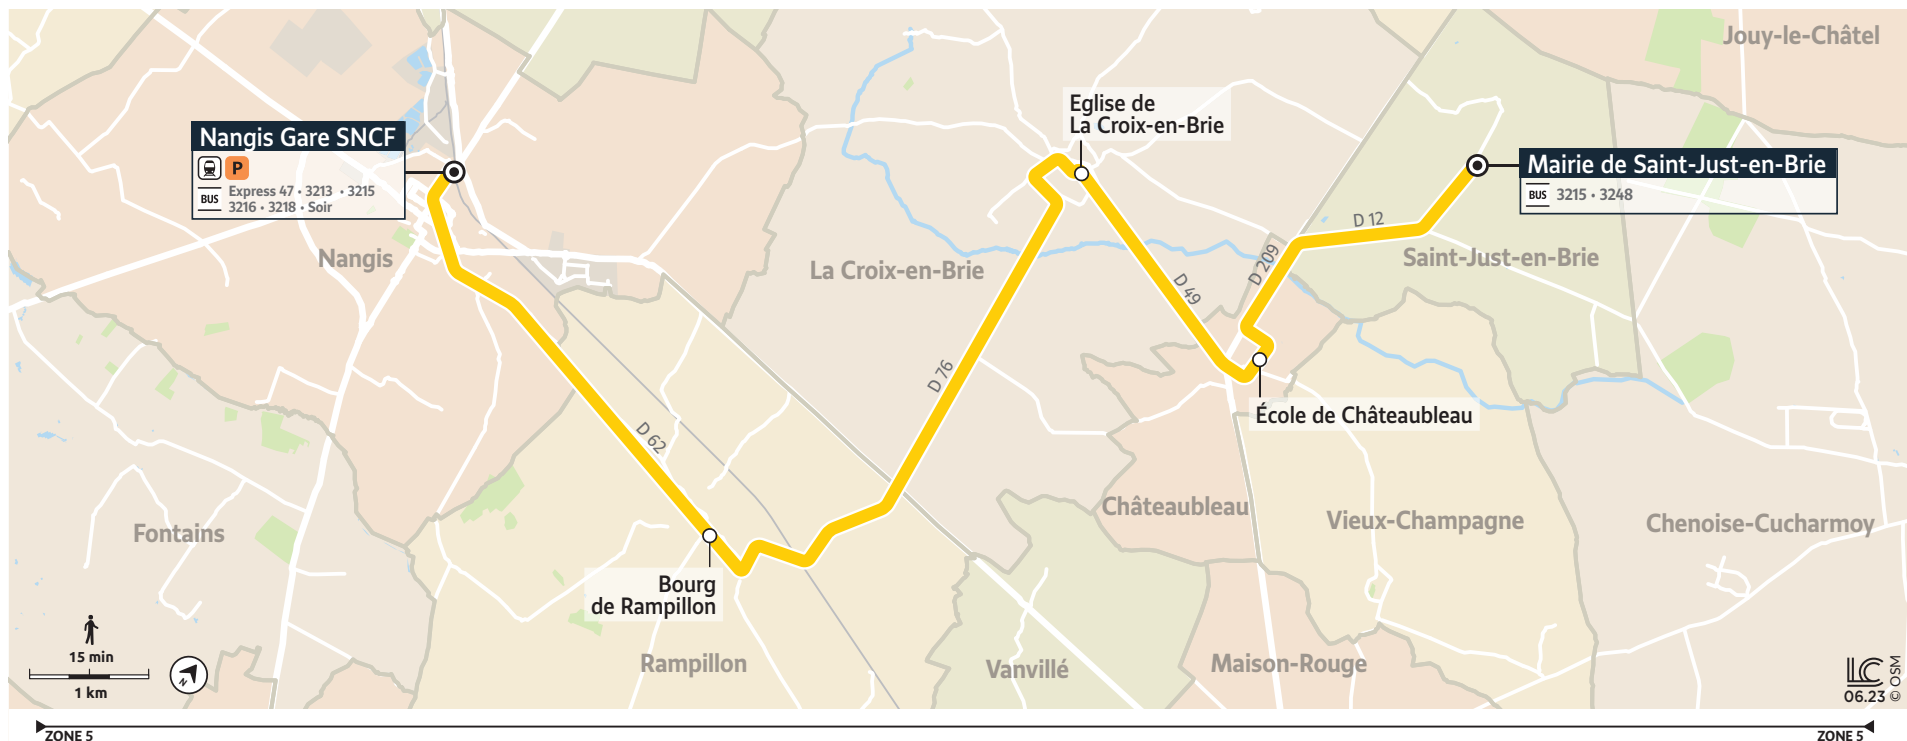 Jouy-le-Châtel
Eglise de
La Croix-en-Brie
Nangis Gare SNCF
P
BUS
Express 47 • 3213 • 3215
3216 • 3218 • Soir
Mairie de Saint-Just-en-Brie
BUS
3215 • 3248
D 12
Nangis
La Croix-en-Brie
D 209
Saint-Just-en-Brie
D 49
D 76
D 62
École de Châteaubleau
Châteaubleau
Vieux-Champagne
Chenoise-Cucharmoy
Fontains
Bourg
de Rampillon
Rampillon
Vanvillé
Maison-Rouge
15 min
1 km
N
LC
06.23
© OSM
ZONE 5
ZONE 5